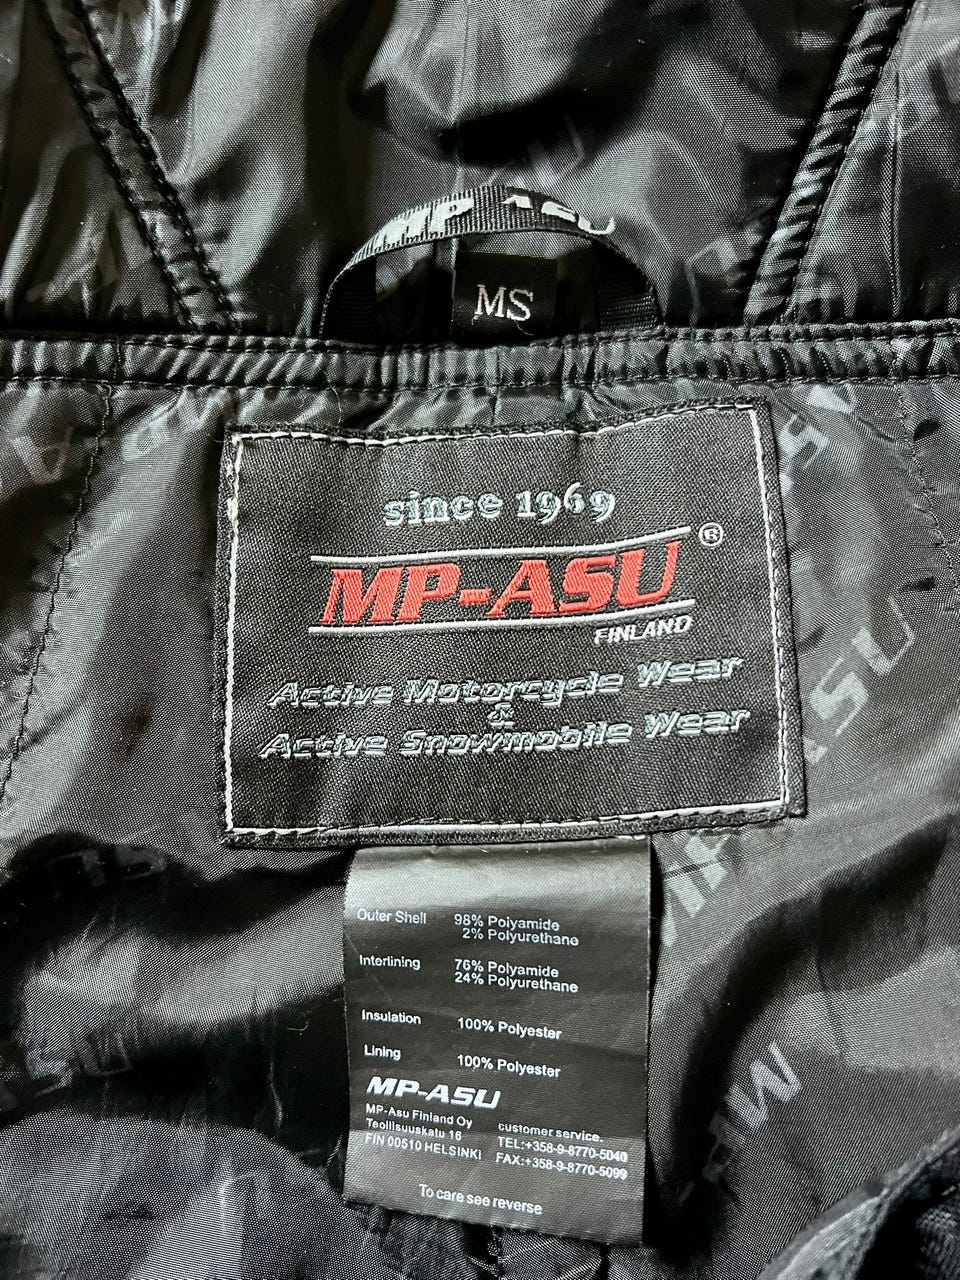 MP ASU
MS
since 1969
MP-ASU®
FINLAND
Active Motorcycle Wear
&
Active Snowmobile Wear
Outer Shell 98% Polyamide
2% Polyurethane
Interlining 76% Polyamide
24% Polyurethane
Insulation 100% Polyester
Lining 100% Polyester
MP-ASU
MP-Asu Finland Oy
Teollisuuskatu 16 customer service.
FIN 00510 HELSINKI TEL:+358-9-8770-5040
FAX:+358-9-8770-5099
To care see reverse
MP-ASU